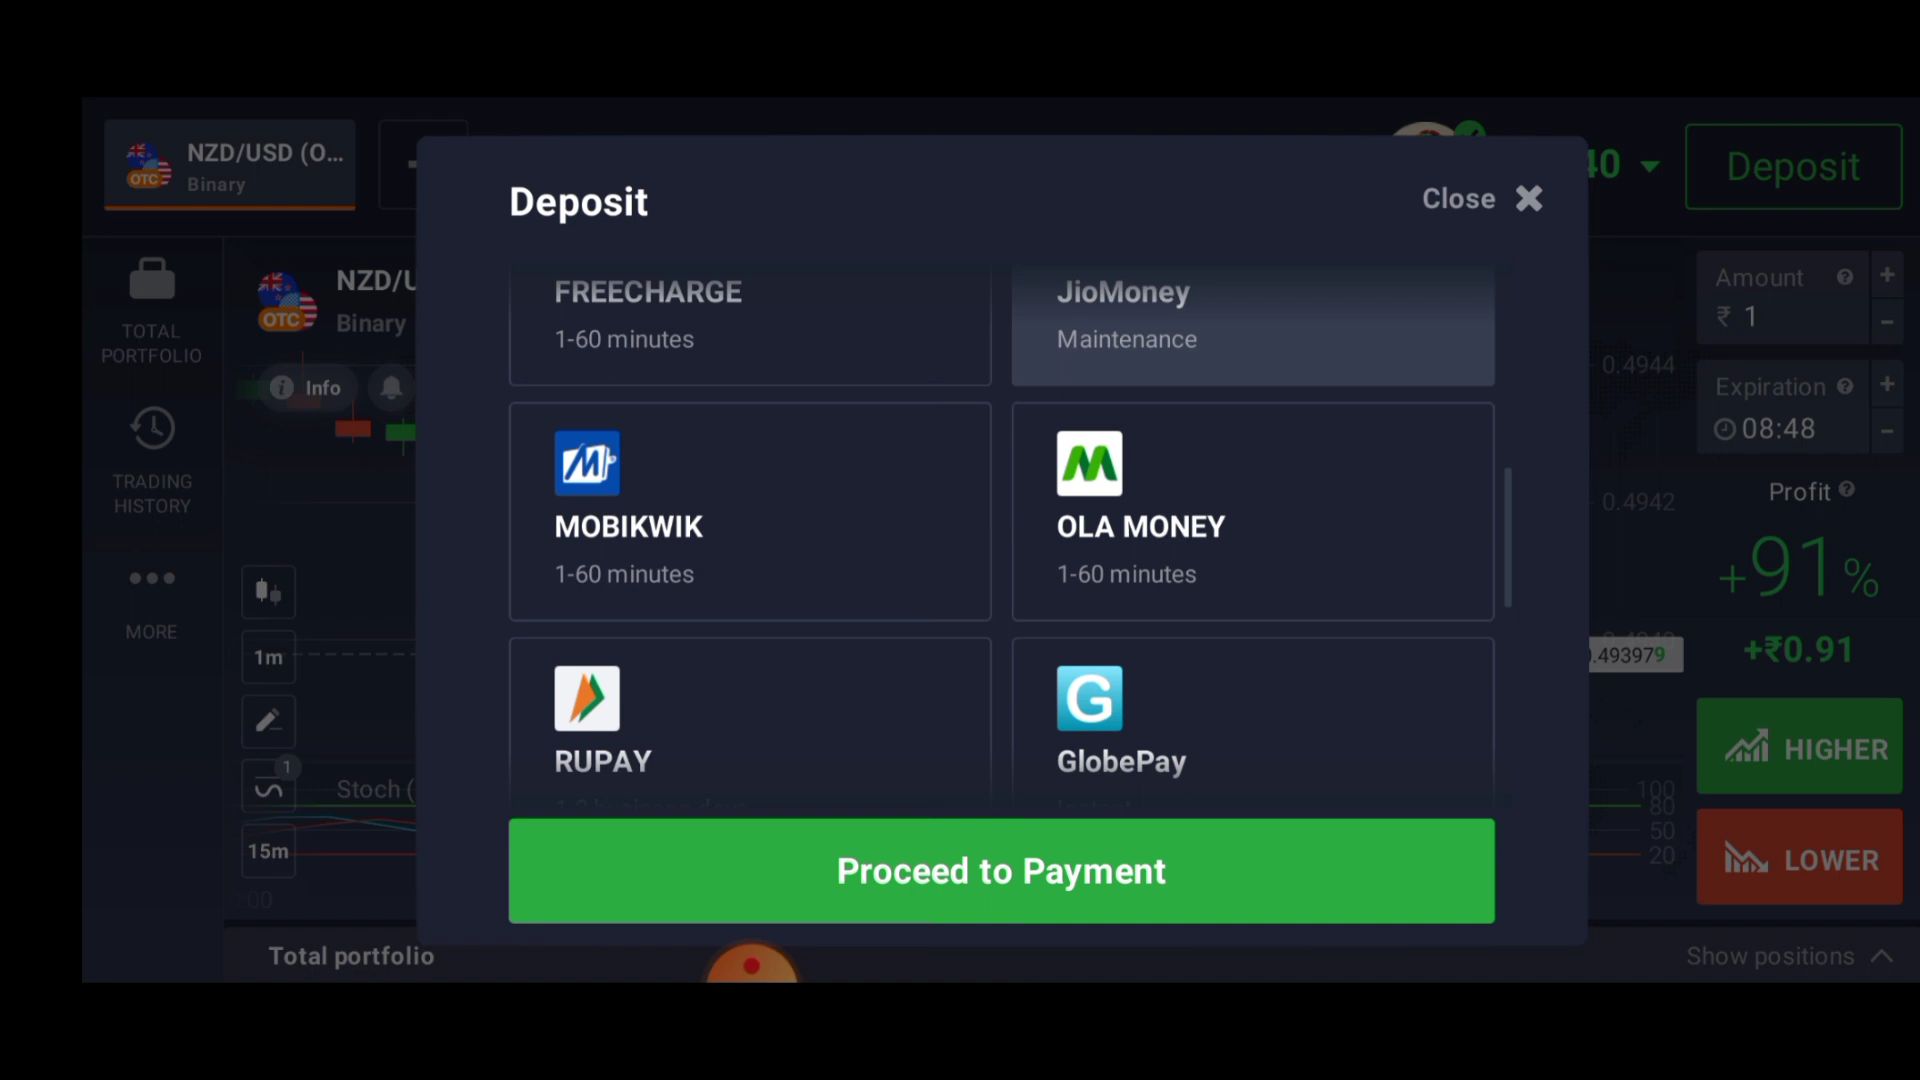 NZD/USD (O...
Binary
40
Deposit
Deposit
Close
TOTAL
PORTFOLIO
TRADING
HISTORY
MORE
NZD/U
Binary
OTC
OTC
Info
1m
1
Stoch (
15m
:00
FREECHARGE
1-60 minutes
JioMoney
Maintenance
MOBIKWIK
1-60 minutes
OLA MONEY
1-60 minutes
RUPAY
GlobePay
G
Proceed to Payment
Amount
₹ 1
Expiration
08:48
0.4944
0.4942
.493979
Profit
+91%
+₹0.91
HIGHER
LOWER
100
80
50
20
Total portfolio
Show positions